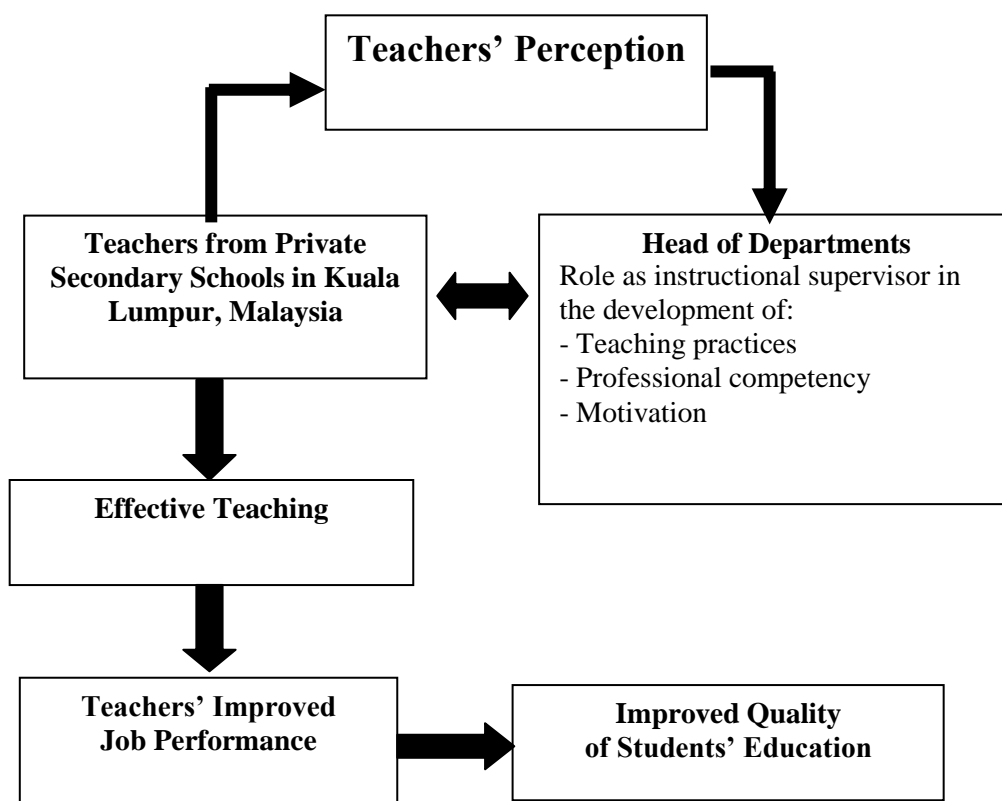 Teachers’ Perception
Teachers from Private
Secondary Schools in Kuala
Lumpur, Malaysia
Head of Departments
Role as instructional supervisor in
the development of:
- Teaching practices
- Professional competency
- Motivation
Effective Teaching
Teachers’ Improved
Job Performance
Improved Quality
of Students’ Education